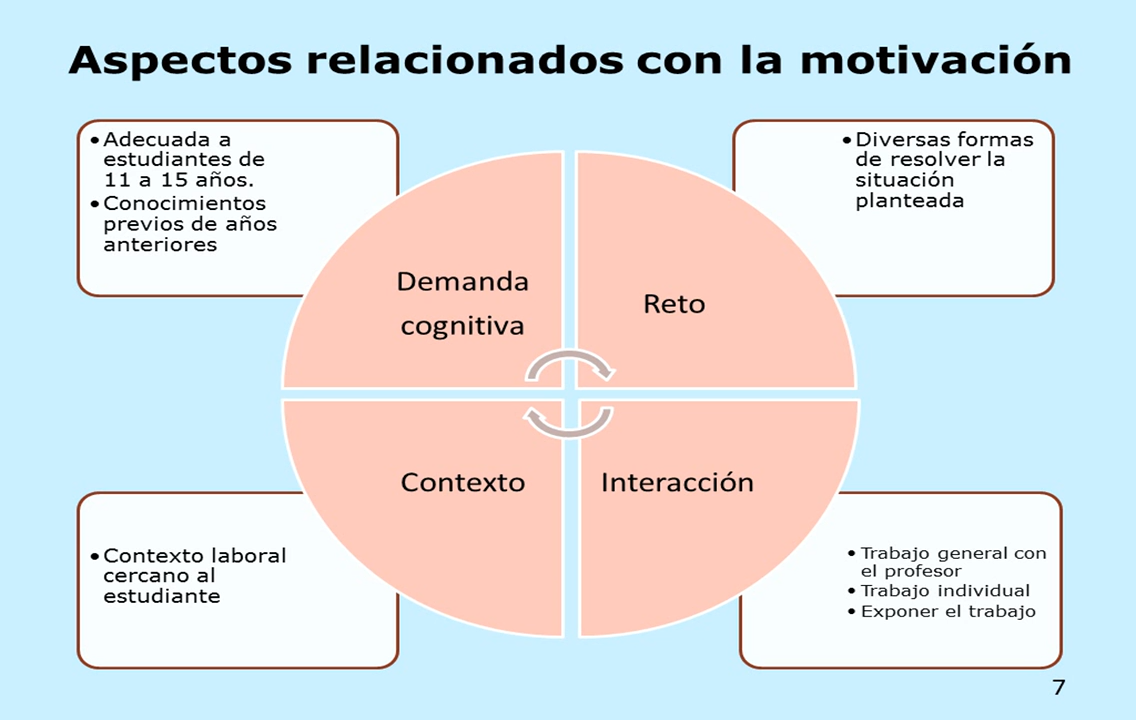 Aspectos relacionados con la motivación
•Adecuada a
estudiantes de
11 a 15 años.
•Conocimientos
previos de años
anteriores
•Diversas formas
de resolver la
situación
planteada
Demanda
cognitiva
Reto
Contexto
Interacción
•Contexto laboral
cercano al
estudiante
•Trabajo general con
el profesor
•Trabajo individual
•Exponer el trabajo
7